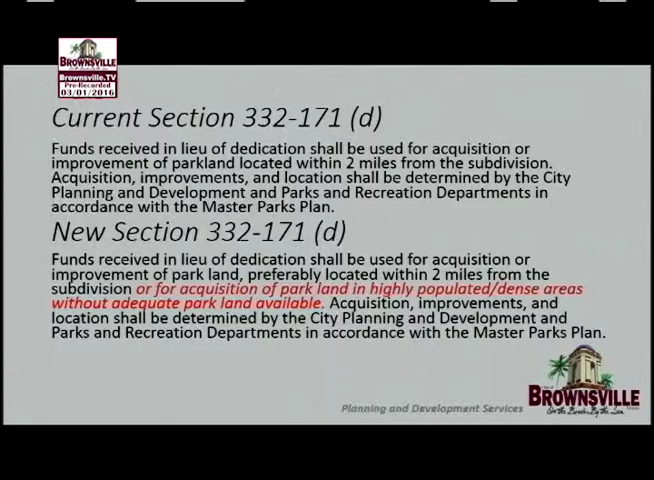 BROWNSVILLE
Brownsville.TV
Pre-Recorded
03/01/2016
Current Section 332-171 (d)
Funds received in lieu of dedication shall be used for acquisition or
improvement of parkland located within 2 miles from the subdivision.
Acquisition, improvements, and location shall be determined by the City
Planning and Development and Parks and Recreation Departments in
accordance with the Master Parks Plan.
New Section 332-171 (d)
Funds received in lieu of dedication shall be used for acquisition or
improvement of park land, preferably located within 2 miles from the
subdivision or for acquisition of park land in highly populated/dense areas
without adequate park land available. Acquisition, improvements, and
location shall be determined by the City Planning and Development and
Parks and Recreation Departments in accordance with the Master Parks Plan.
Planning and Development Services
BROWNSVILLE
On the Border By the Sea